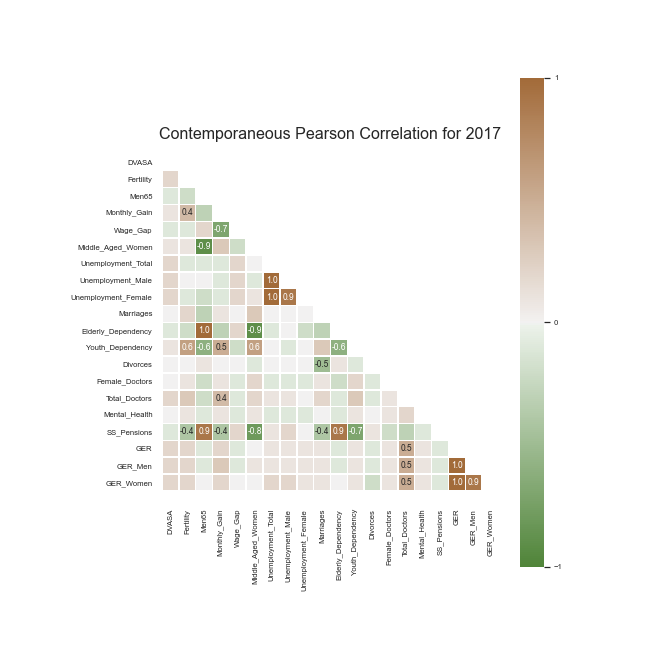 Contemporaneous Pearson Correlation for 2017
DVASA
Fertility
Men65
Monthly_Gain 0.4
Wage_Gap -0.7
Middle_Aged_Women -0.9
Unemployment_Total
Unemployment_Male 1.0
Unemployment_Female 1.0 0.9
Marriages
Elderly_Dependency 1.0 -0.9
Youth_Dependency 0.6 -0.6 0.5 0.6 -0.6
Divorces -0.5
Female_Doctors
Total_Doctors 0.4
Mental_Health
SS_Pensions -0.4 0.9 -0.4 -0.8 -0.4 0.9 -0.7
GER 0.5
GER_Men 0.5 1.0
GER_Women 0.5 1.0 0.9
DVASA
Fertility
Men65
Monthly_Gain
Wage_Gap
Middle_Aged_Women
Unemployment_Total
Unemployment_Male
Unemployment_Female
Marriages
Elderly_Dependency
Youth_Dependency
Divorces
Female_Doctors
Total_Doctors
Mental_Health
SS_Pensions
GER
GER_Men
GER_Women
1
0
−1